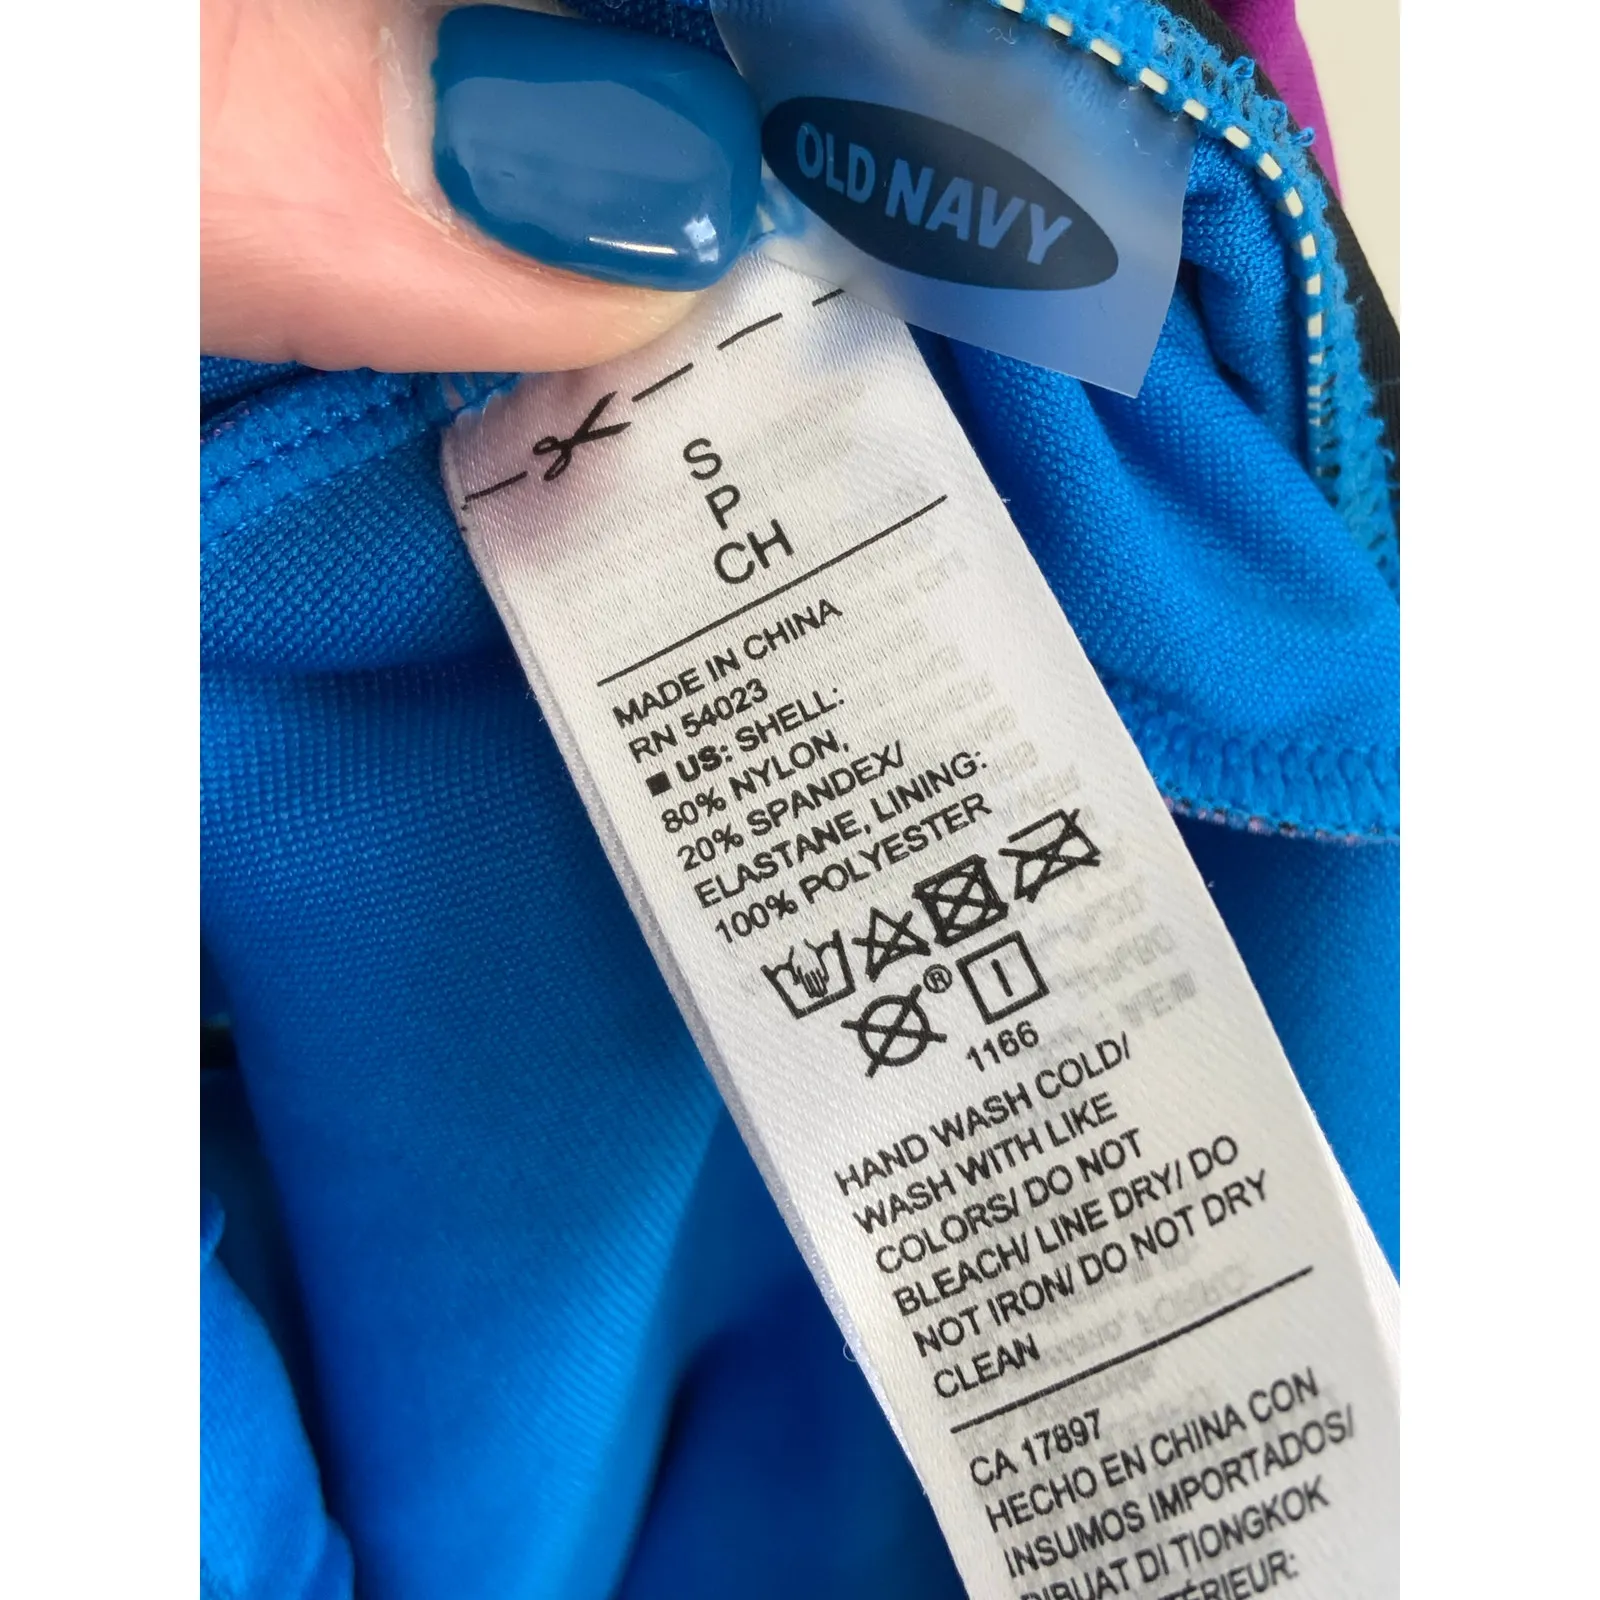 OLD NAVY
S
P
CH
MADE IN CHINA
RN 54023
■ US: SHELL:
80% NYLON,
20% SPANDEX/
ELASTANE, LINING:
100% POLYESTER
®
1166
HAND WASH COLD/
WASH WITH LIKE
COLORS/ DO NOT
BLEACH/ LINE DRY/ DO
NOT IRON/ DO NOT DRY
CLEAN
CA 17897
HECHO EN CHINA CON
INSUMOS IMPORTADOS/
DIBUAT DI TIONGKOK